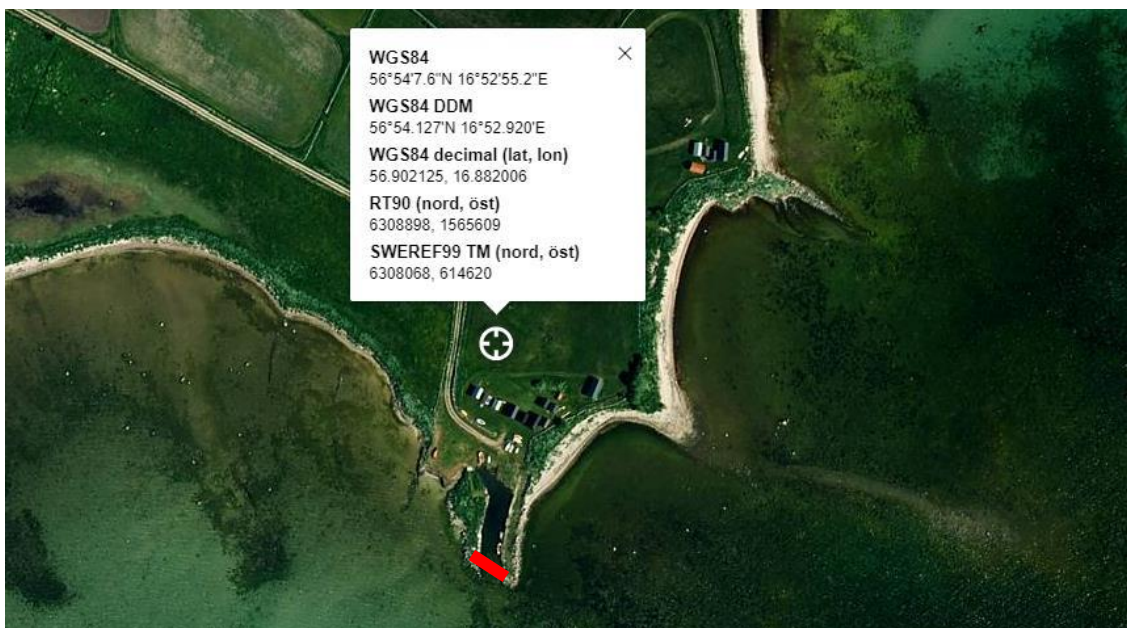 WGS84
56°54'7.6"N 16°52'55.2"E
WGS84 DDM
56°54.127'N 16°52.920'E
WGS84 decimal (lat, lon)
56.902125, 16.882006
RT90 (nord, öst)
6308898, 1565609
SWEREF99 TM (nord, öst)
6308068, 614620